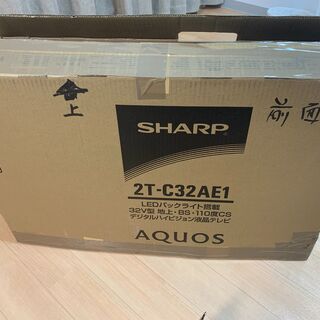 上
前面
SHARP
2T-C32AE1
LEDバックライト搭載
32V型 地上・BS・110度CS
デジタルハイビジョン液晶テレビ
AQUOS